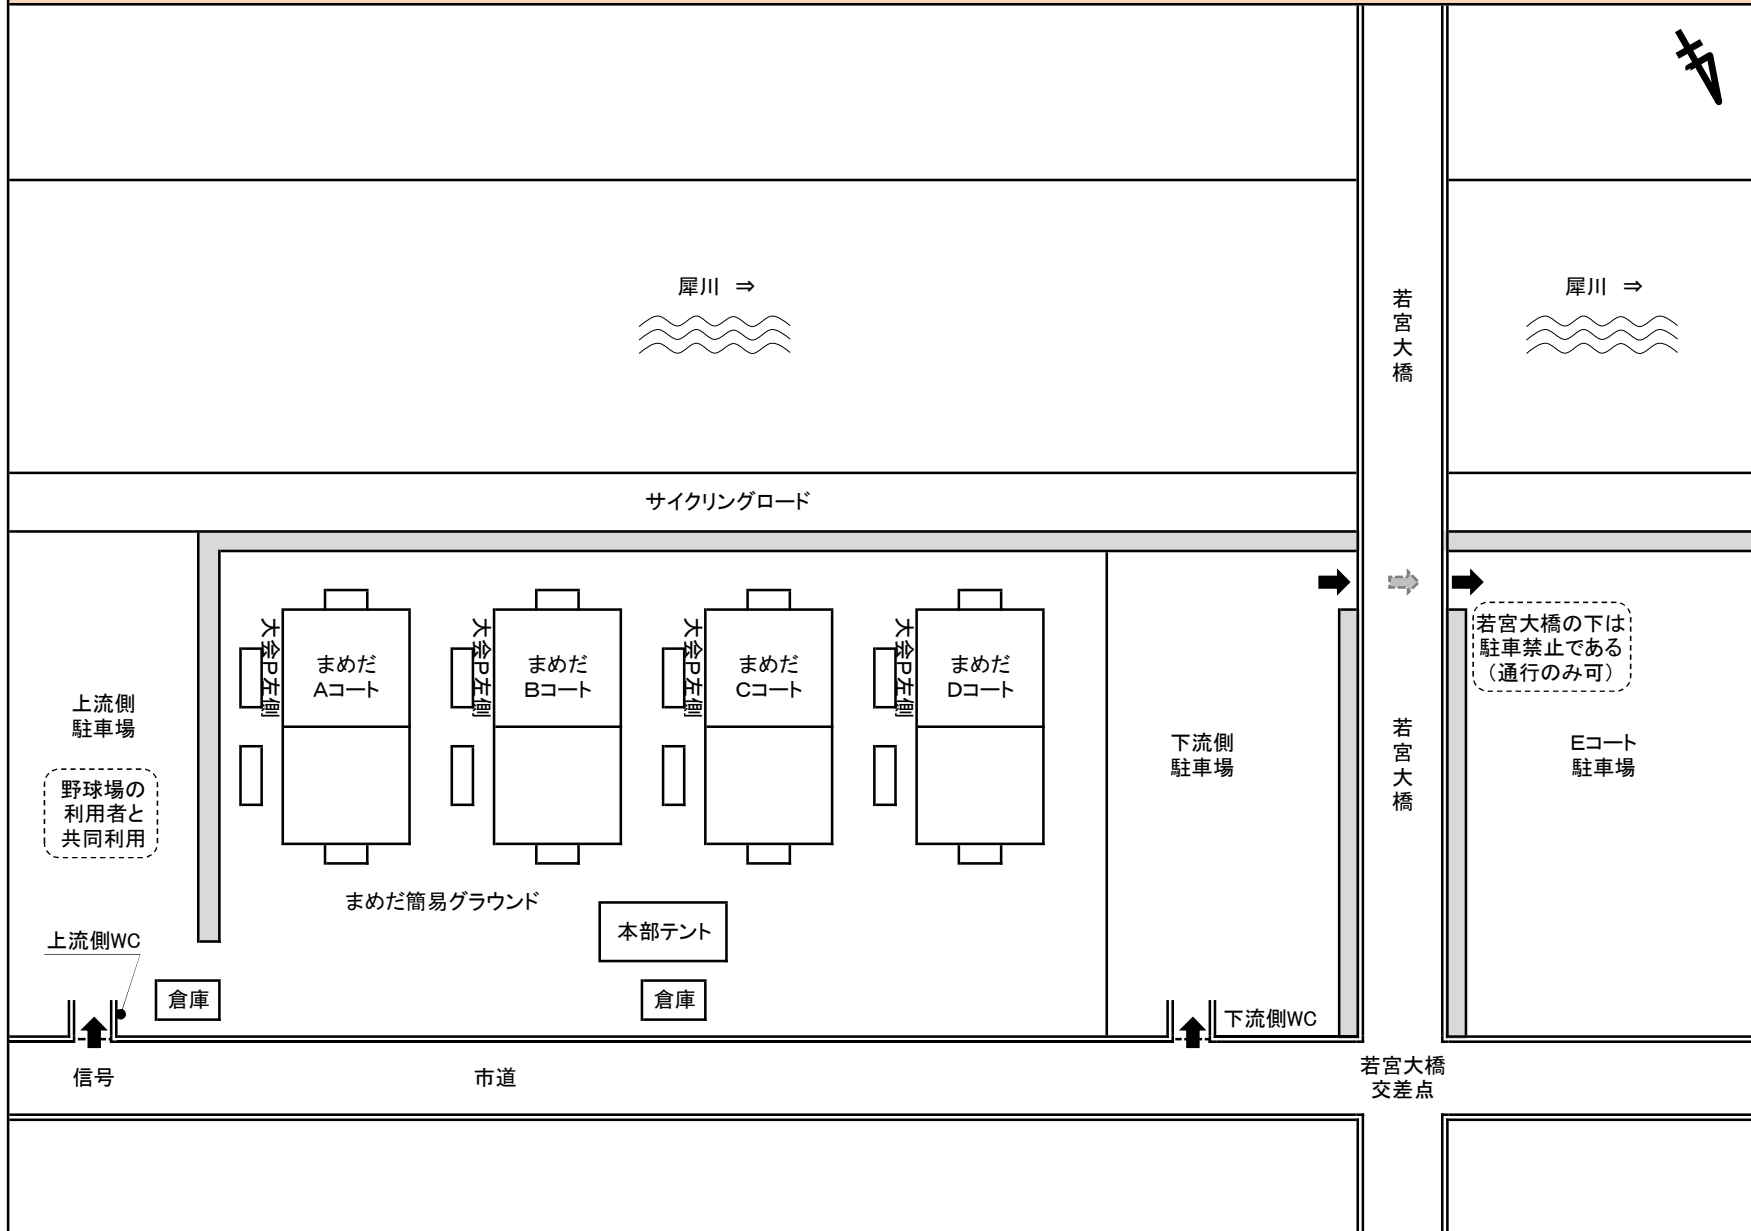 犀川　⇒
犀川　⇒
若宮大橋
サイクリングロード
大会P左側
まめだ
Aコート
大会P左側
まめだ
Bコート
大会P左側
まめだ
Cコート
大会P左側
まめだ
Dコート
若宮大橋の下は
駐車禁止である
（通行のみ可）
上流側
駐車場
野球場の
利用者と
共同利用
下流側
駐車場
若宮大橋
Eコート
駐車場
まめだ簡易グラウンド
本部テント
上流側WC
倉庫
倉庫
下流側WC
信号
市道
若宮大橋
交差点